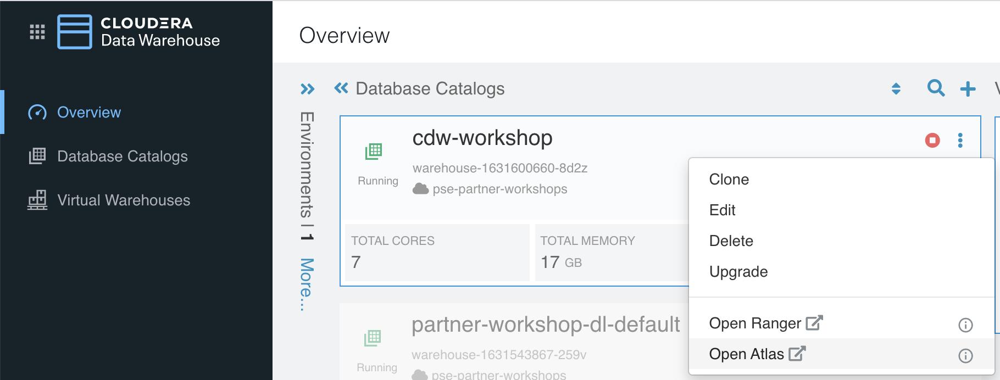 CLOUDERA
Data Warehouse
Overview
Database Catalogs
Virtual Warehouses
Overview
Environments | 1 More...
Database Catalogs
cdw-workshop
warehouse-1631600660-8d2z
Running
pse-partner-workshops
TOTAL CORES
7
TOTAL MEMORY
17 GB
partner-workshop-dl-default
warehouse-1631543867-259v
Running
pse-partner-workshops
Clone
Edit
Delete
Upgrade
Open Ranger
Open Atlas